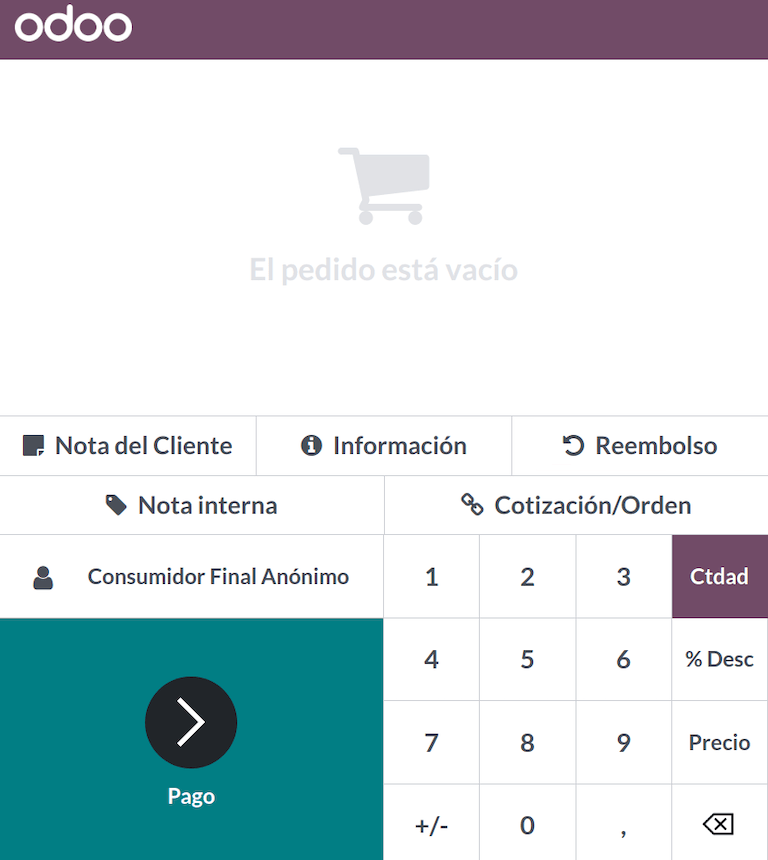 odoo
El pedido está vacío
Nota del Cliente
Información
Reembolso
Nota interna
Cotización/Orden
Consumidor Final Anónimo
1 2 3 Ctdad
4 5 6 % Desc
7 8 9 Precio
+/- 0 ,
Pago